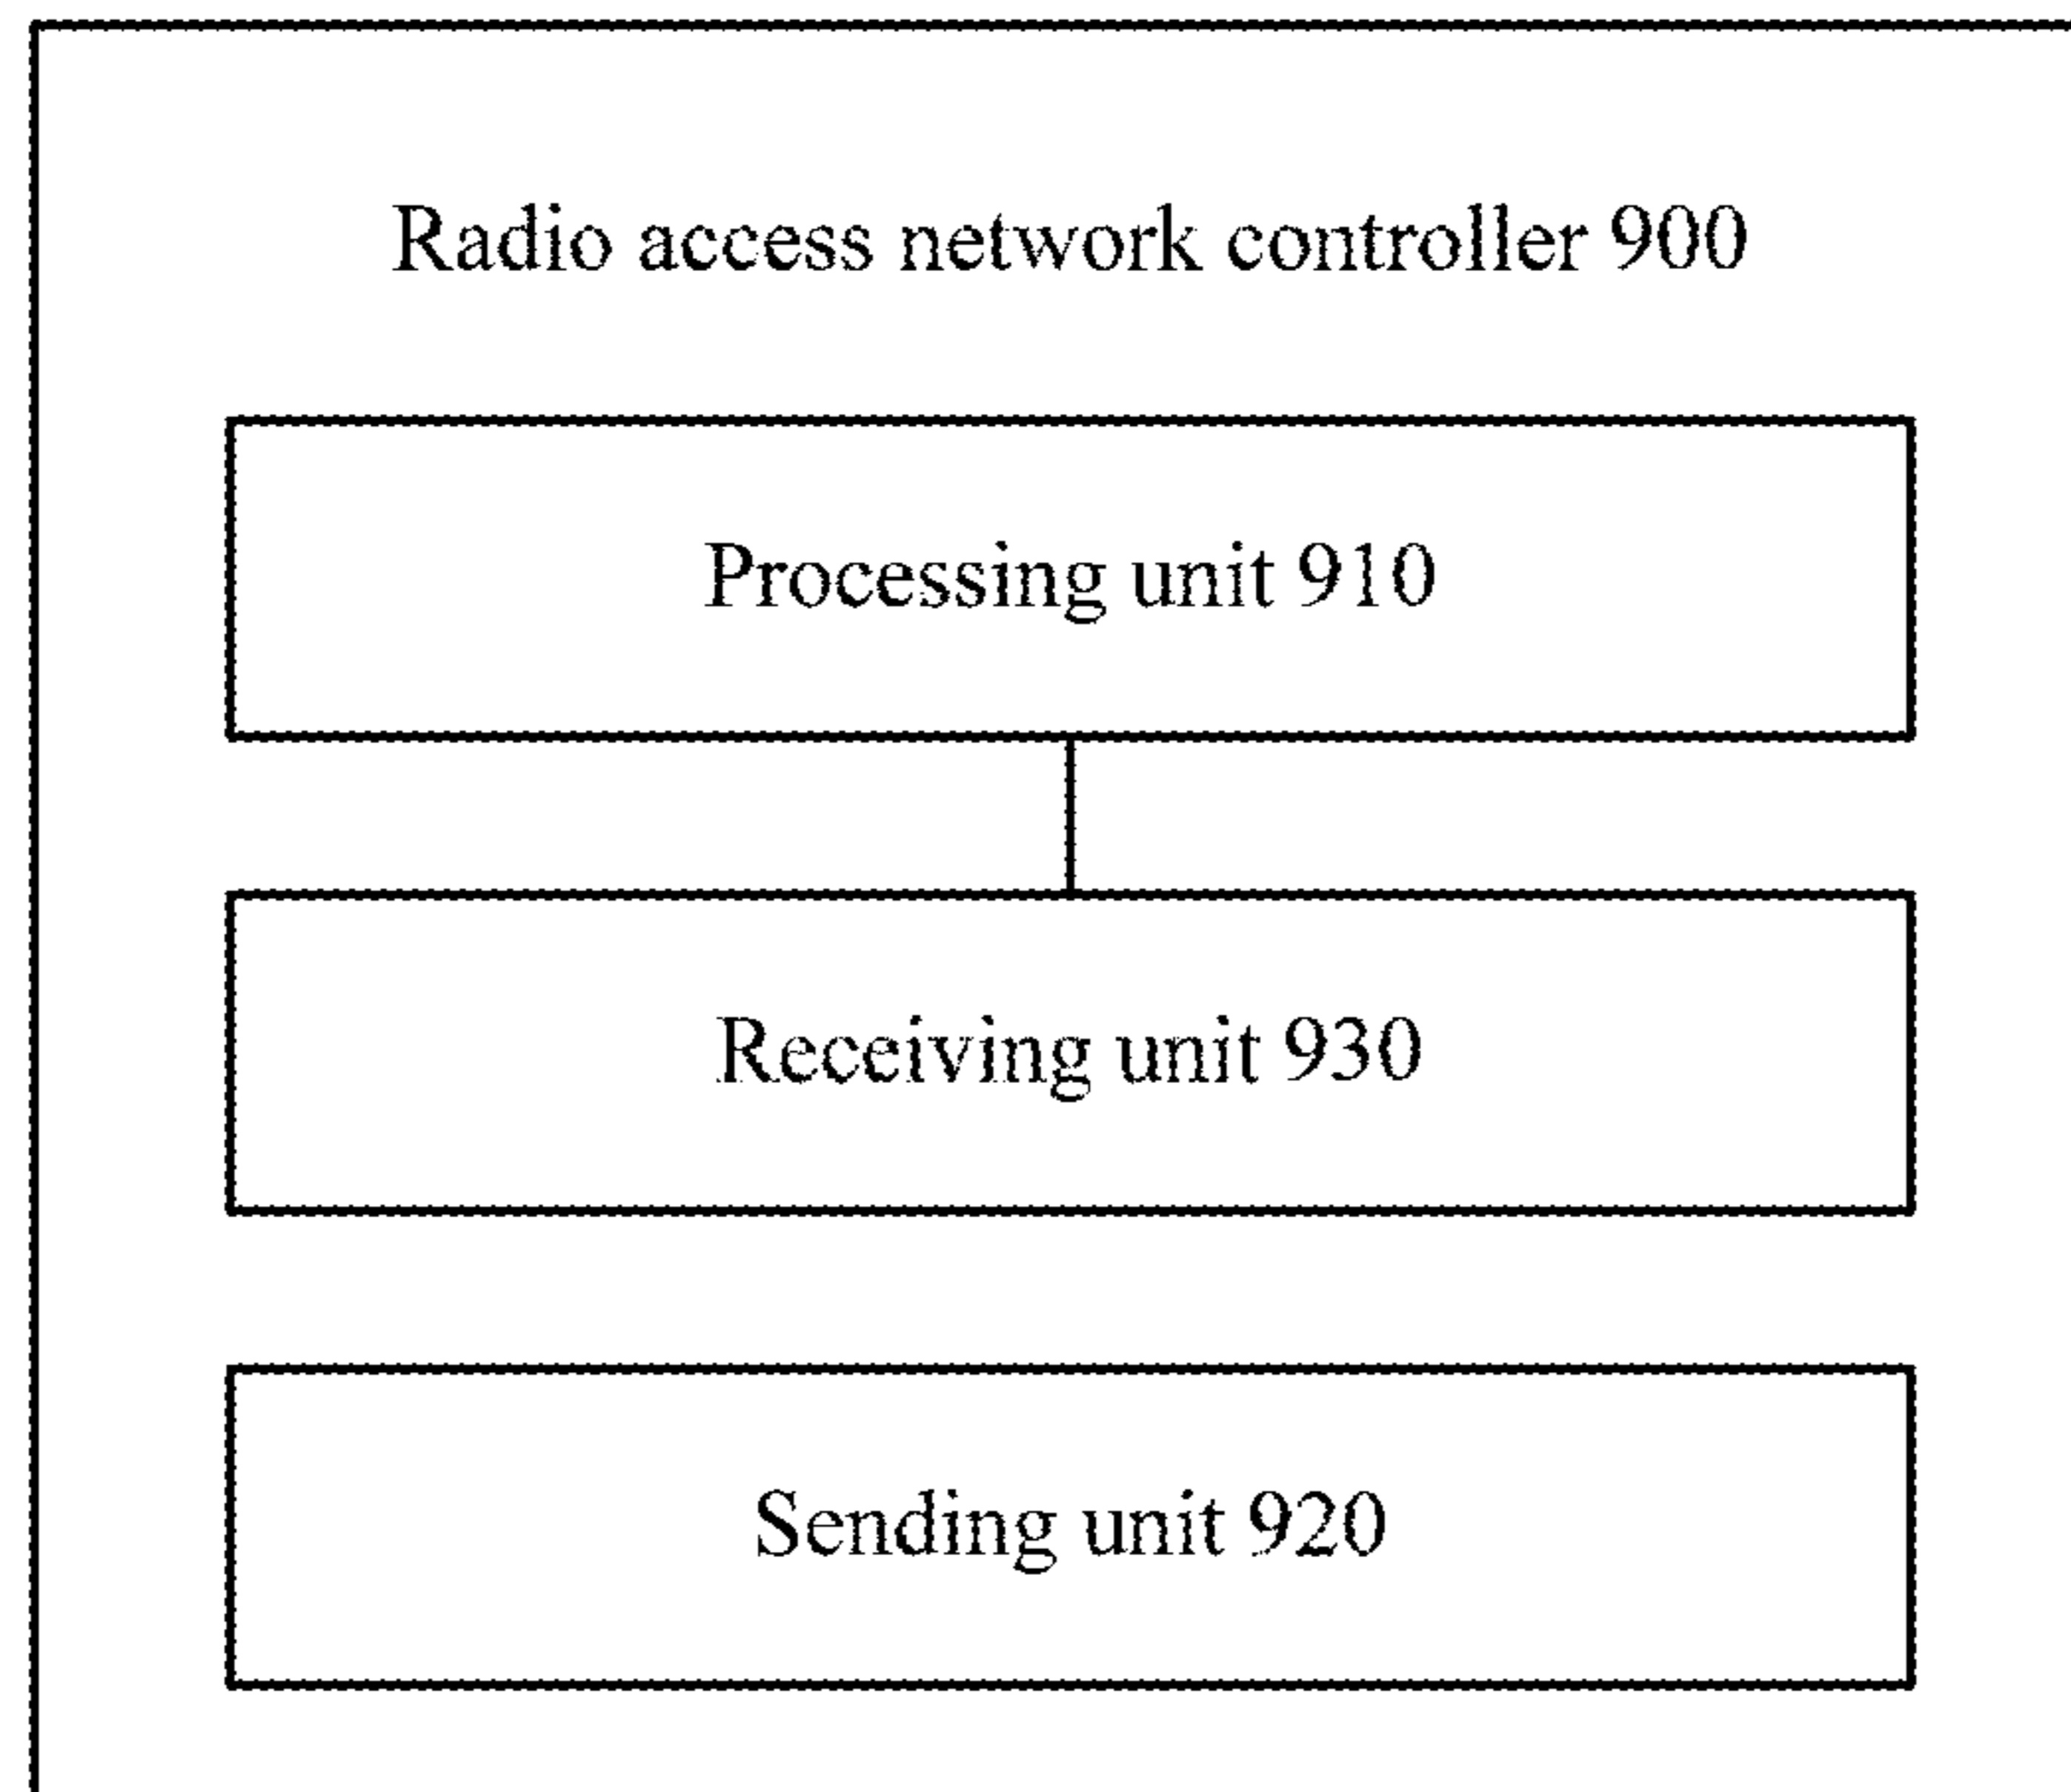 Radio access network controller 900
Processing unit 910
Receiving unit 930
Sending unit 920